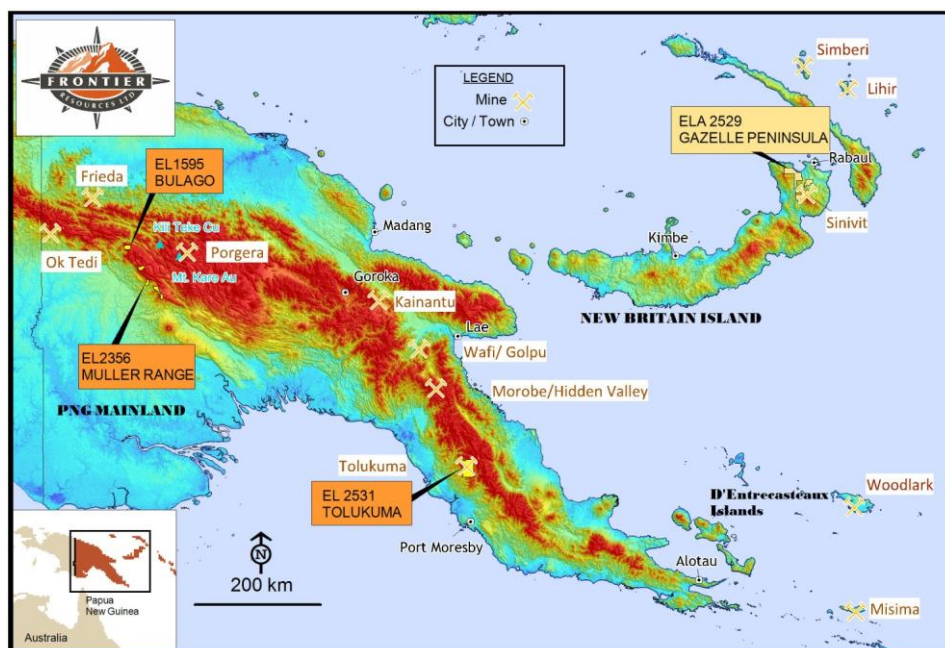 FRONTIER
RESOURCES LTD
LEGEND
Mine
City / Town
Simberi
Lihir
ELA 2529
GAZELLE PENINSULA
Rabaul
Sinivit
Kimbe
NEW BRITAIN ISLAND
EL1595
BULAGO
Frieda
Ok Tedi
Kili Teke Cu
Porgera
Mt. Kare Au
Madang
Goroka
Kainantu
Lae
Wafi/ Golpu
Morobe/Hidden Valley
EL2356
MULLER RANGE
PNG MAINLAND
Tolukuma
EL 2531
TOLUKUMA
Port Moresby
D'Entrecasteaux
Islands
Woodlark
Alotau
Misima
N
200 km
Papua
New Guinea
Australia